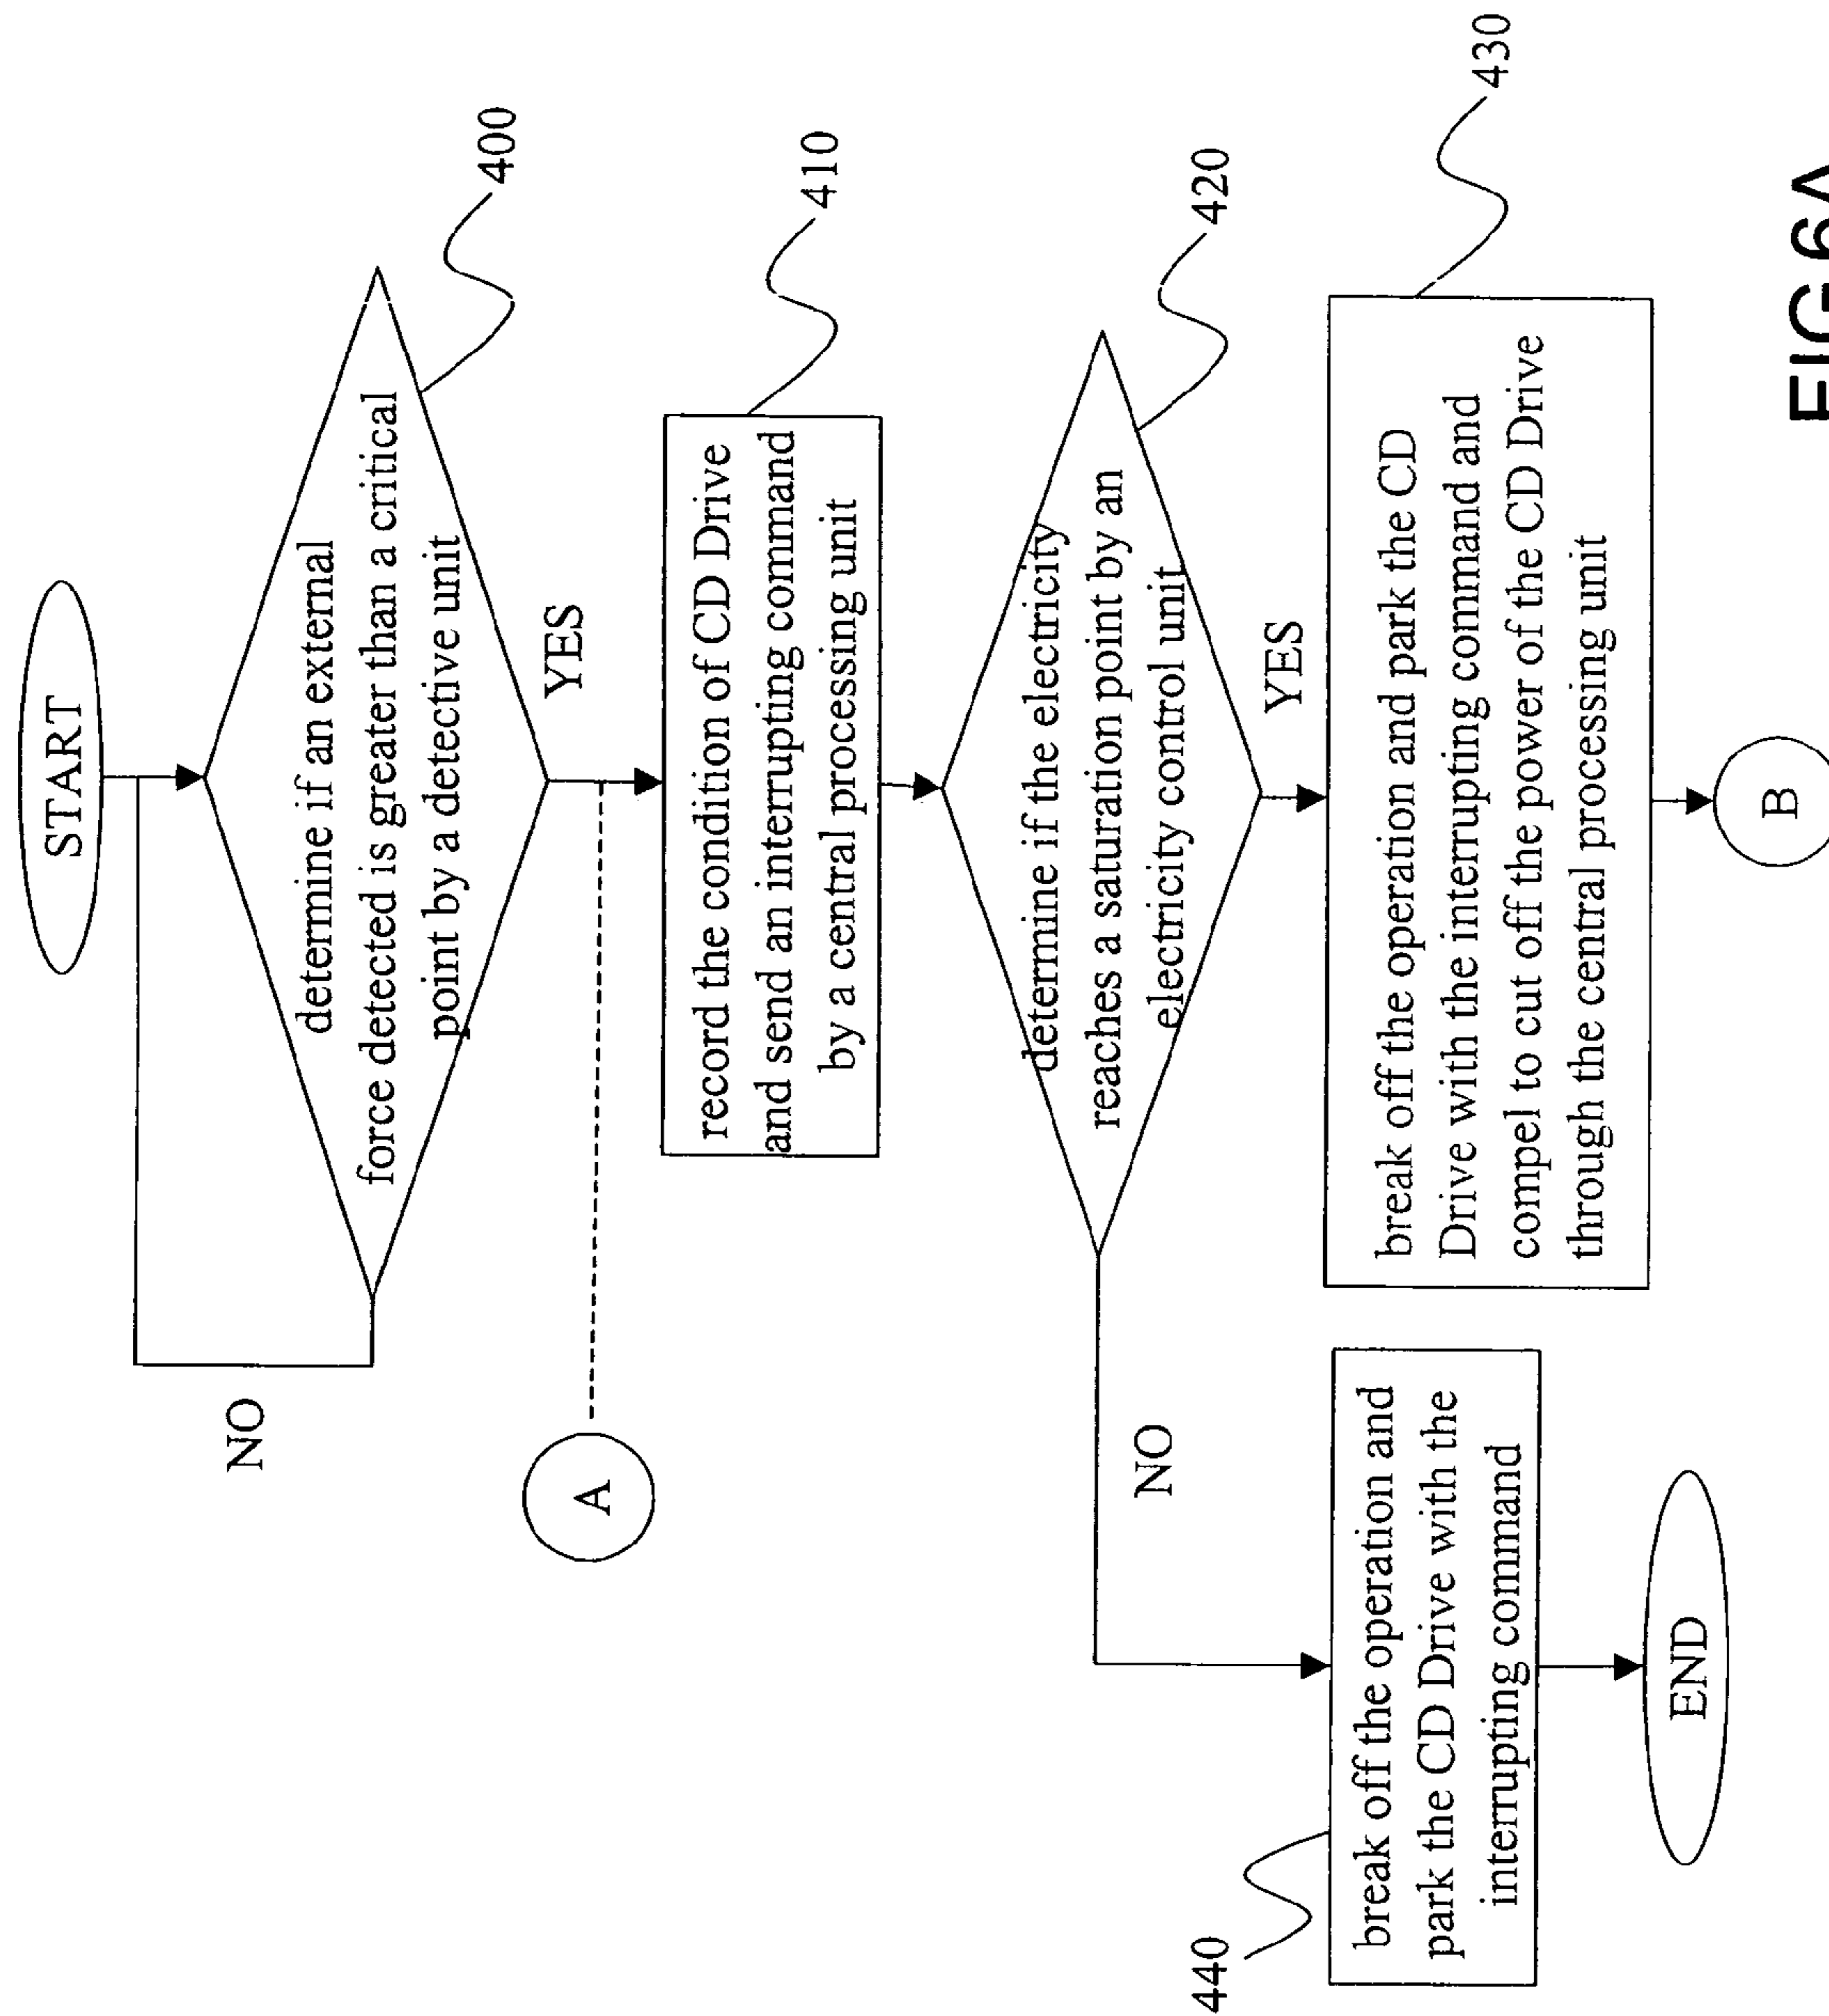 START
determine if an external
force detected is greater than a critical
point by a detective unit
400
NO
YES
A
record the condition of CD Drive
and send an interrupting command
by a central processing unit
410
determine if the electricity
reaches a saturation point by an
electricity control unit
420
NO
YES
break off the operation and park the CD
Drive with the interrupting command and
compel to cut off the power of the CD Drive
through the central processing unit
430
440
break off the operation and
park the CD Drive with the
interrupting command
END
B
FIG 6A